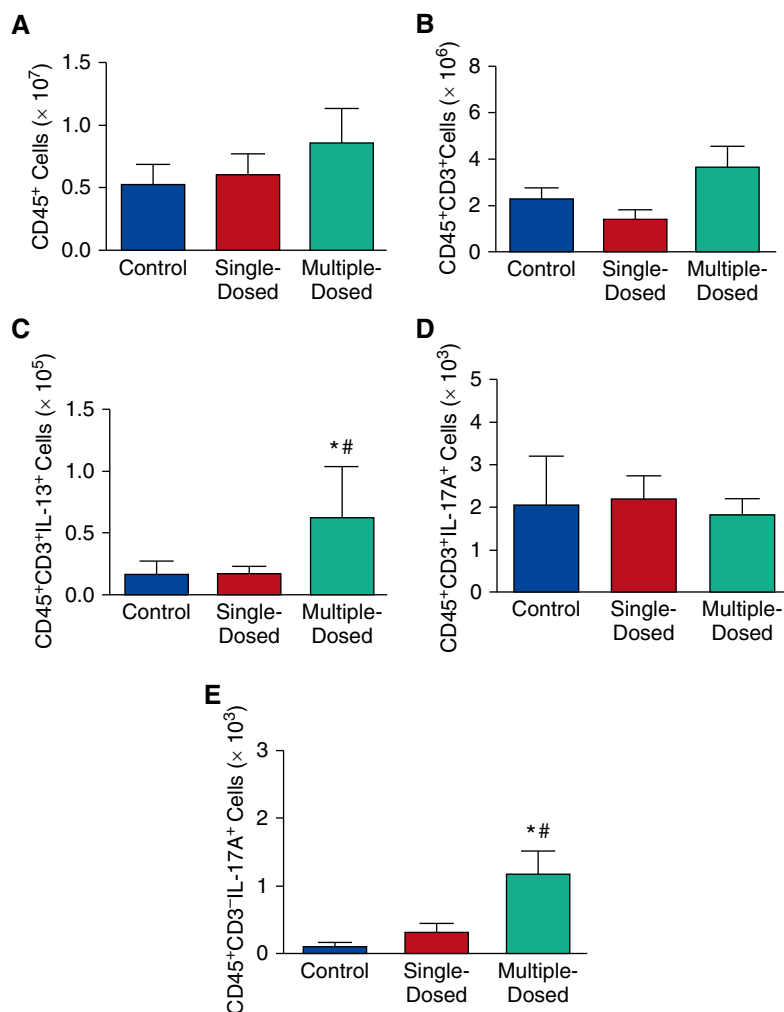 A
CD45⁺ Cells (× 10⁷)
1.5
1.0
0.5
0.0
Control
Single-
Dosed
Multiple-
Dosed
B
CD45⁺CD3⁺Cells (× 10⁶)
8
6
4
2
0
Control
Single-
Dosed
Multiple-
Dosed
C
CD45⁺CD3⁺IL-13⁺ Cells (× 10⁵)
1.5
1.0
0.5
0.0
*#
Control
Single-
Dosed
Multiple-
Dosed
D
CD45⁺CD3⁺IL-17A⁺ Cells (× 10³)
5
4
3
2
1
0
Control
Single-
Dosed
Multiple-
Dosed
E
CD45⁺CD3⁻IL-17A⁺ Cells (× 10³)
3
2
1
0
*#
Control
Single-
Dosed
Multiple-
Dosed